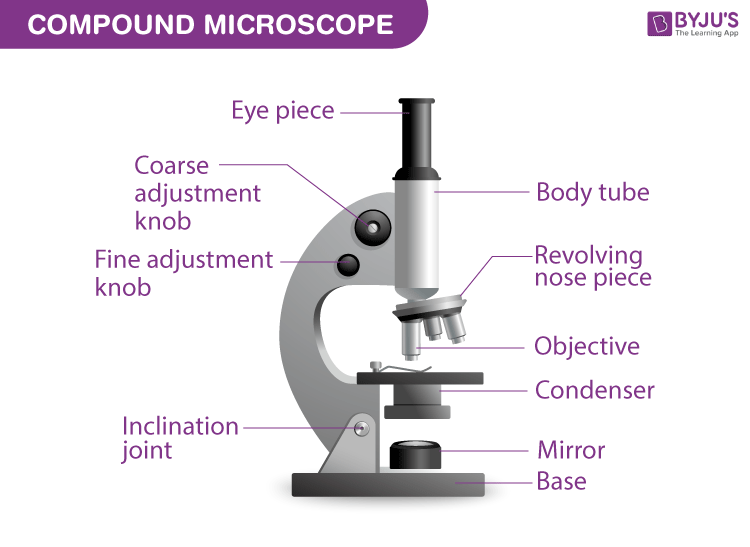 COMPOUND MICROSCOPE
BYJU'S
The Learning App
Eye piece
Coarse
adjustment
knob
Body tube
Fine adjustment
knob
Revolving
nose piece
Objective
Condenser
Inclination
joint
Mirror
Base